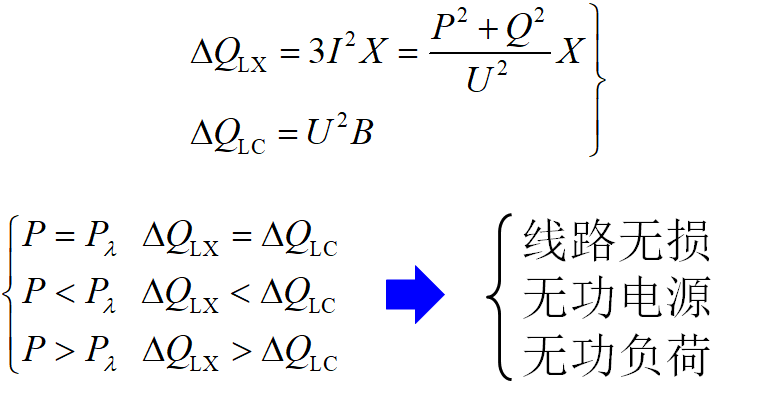 ΔQ_LX = 3I²X = (P² + Q²)/U² X
ΔQ_LC = U²B
P = P_λ ΔQ_LX = ΔQ_LC
P < P_λ ΔQ_LX < ΔQ_LC
P > P_λ ΔQ_LX > ΔQ_LC
线路无损
无功电源
无功负荷